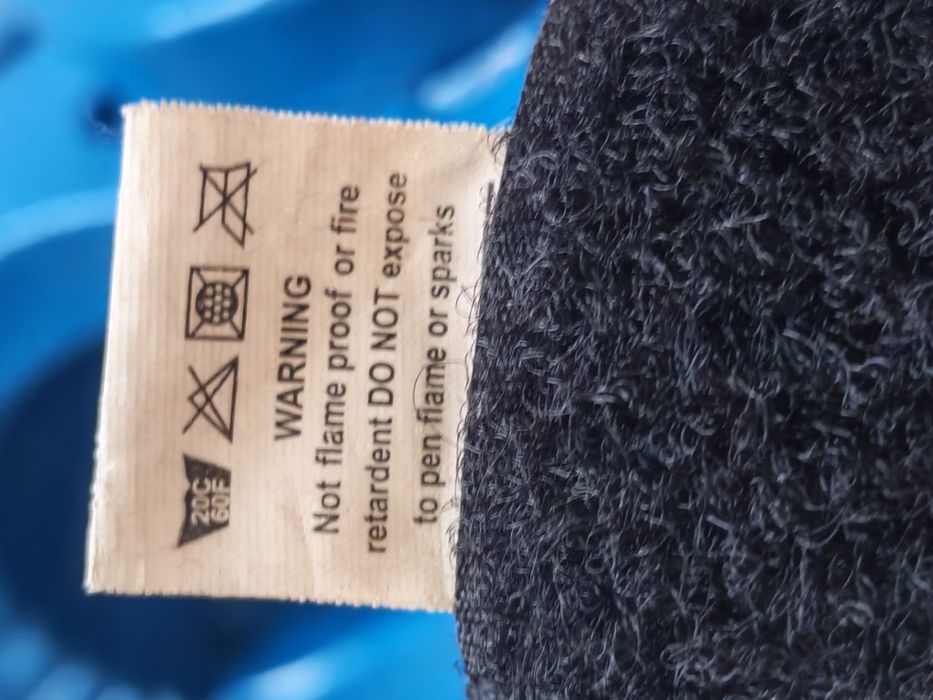 20C
60F
WARNING
Not flame proof or fire
retardent DO NOT expose
to pen flame or sparks